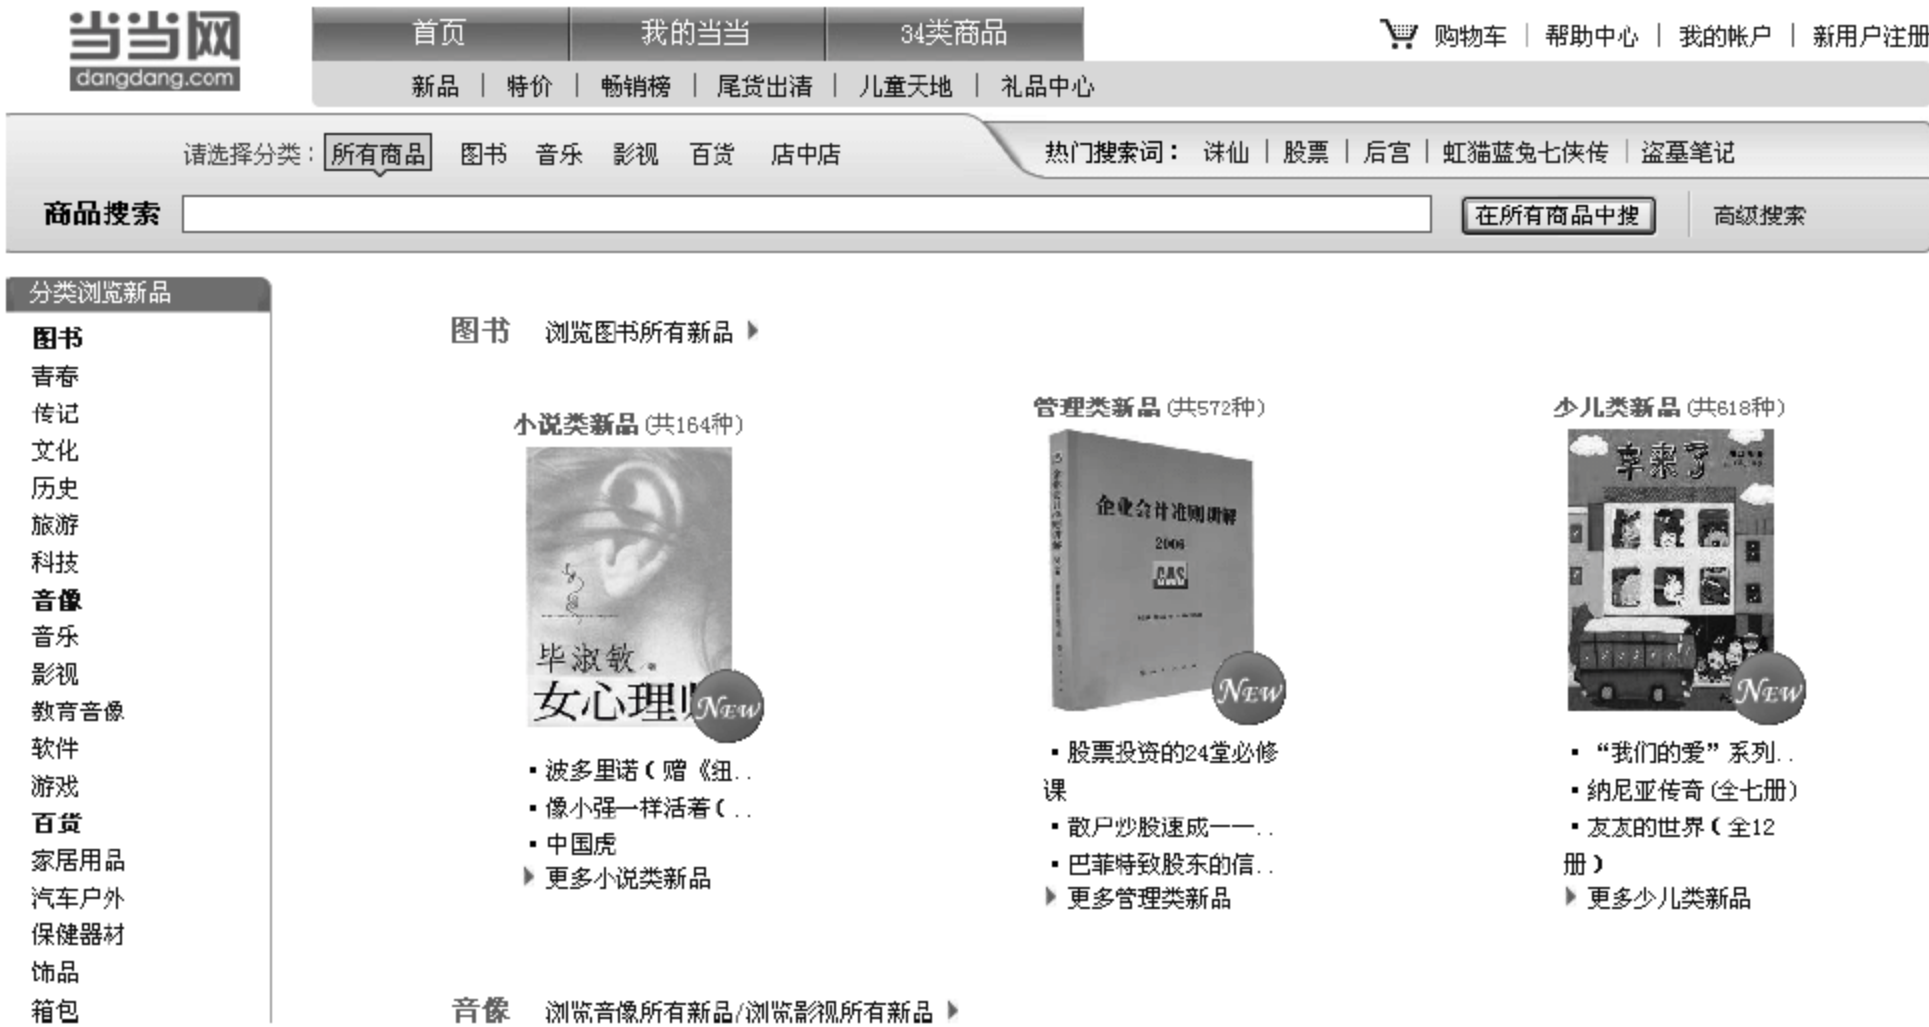 当当网
dangdang.com
首页 我的当当 34类商品
购物车 | 帮助中心 | 我的帐户 | 新用户注册
新品 | 特价 | 畅销榜 | 尾货出清 | 儿童天地 | 礼品中心
请选择分类: 所有商品 图书 音乐 影视 百货 店中店
热门搜索词: 诛仙 | 股票 | 后宫 | 虹猫蓝兔七侠传 | 盗墓笔记
商品搜索 在所有商品中搜 高级搜索
分类浏览新品
图书
青春
传记
文化
历史
旅游
科技
音像
音乐
影视
教育音像
软件
游戏
百货
家居用品
汽车户外
保健器材
饰品
箱包
图书 浏览图书所有新品
小说类新品 (共164种)
毕淑敏
女心理
NEW
▪ 波多里诺(赠《纽..
▪ 像小强一样活着(..
▪ 中国虎
更多小说类新品
管理类新品 (共572种)
企业会计准则讲解
2006
CAS
NEW
▪ 股票投资的24堂必修
课
▪ 散户炒股速成——..
▪ 巴菲特致股东的信..
更多管理类新品
少儿类新品 (共618种)
来了
NEW
▪ “我们的爱”系列..
▪ 纳尼亚传奇(全七册)
▪ 友友的世界(全12
册)
更多少儿类新品
音像 浏览音像所有新品/浏览影视所有新品